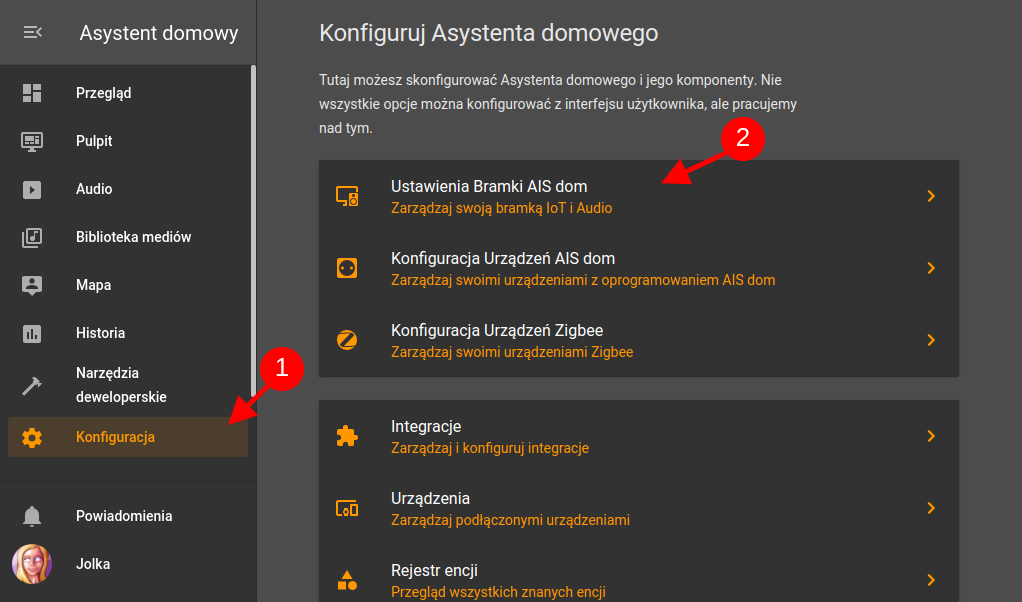 Asystent domowy
Przegląd
Pulpit
Audio
Biblioteka mediów
Mapa
Historia
Narzędzia
deweloperskie
1
Konfiguracja
Powiadomienia
Jolka
Konfiguruj Asystenta domowego
Tutaj możesz skonfigurować Asystenta domowego i jego komponenty. Nie
wszystkie opcje można konfigurować z interfejsu użytkownika, ale pracujemy
nad tym.
2
Ustawienia Bramki AIS dom
Zarządzaj swoją bramką IoT i Audio
Konfiguracja Urządzeń AIS dom
Zarządzaj swoimi urządzeniami z oprogramowaniem AIS dom
Konfiguracja Urządzeń Zigbee
Zarządzaj swoimi urządzeniami Zigbee
Integracje
Zarządzaj i konfiguruj integracje
Urządzenia
Zarządzaj podłączonymi urządzeniami
Rejestr encji
Przegląd wszystkich znanych encji